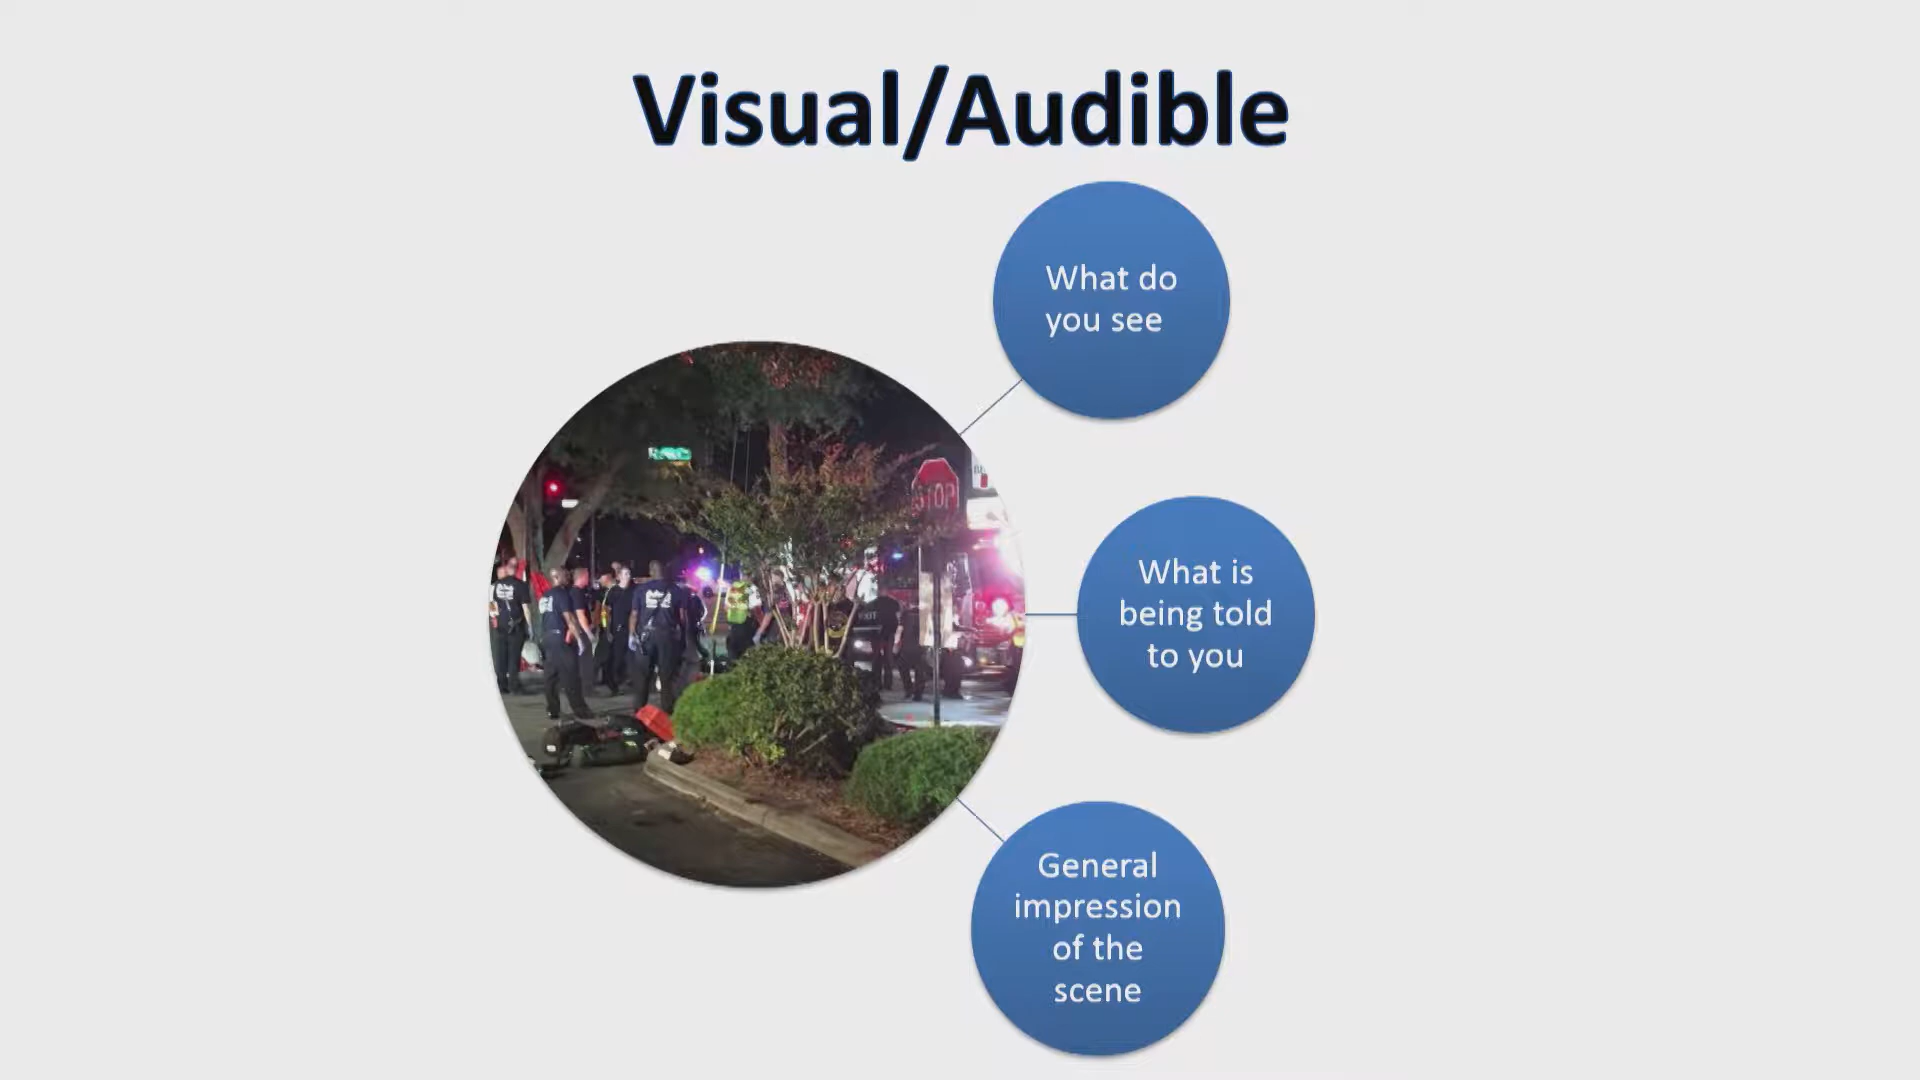 Visual/Audible
What do
you see
STOP
What is
being told
to you
General
impression
of the
scene